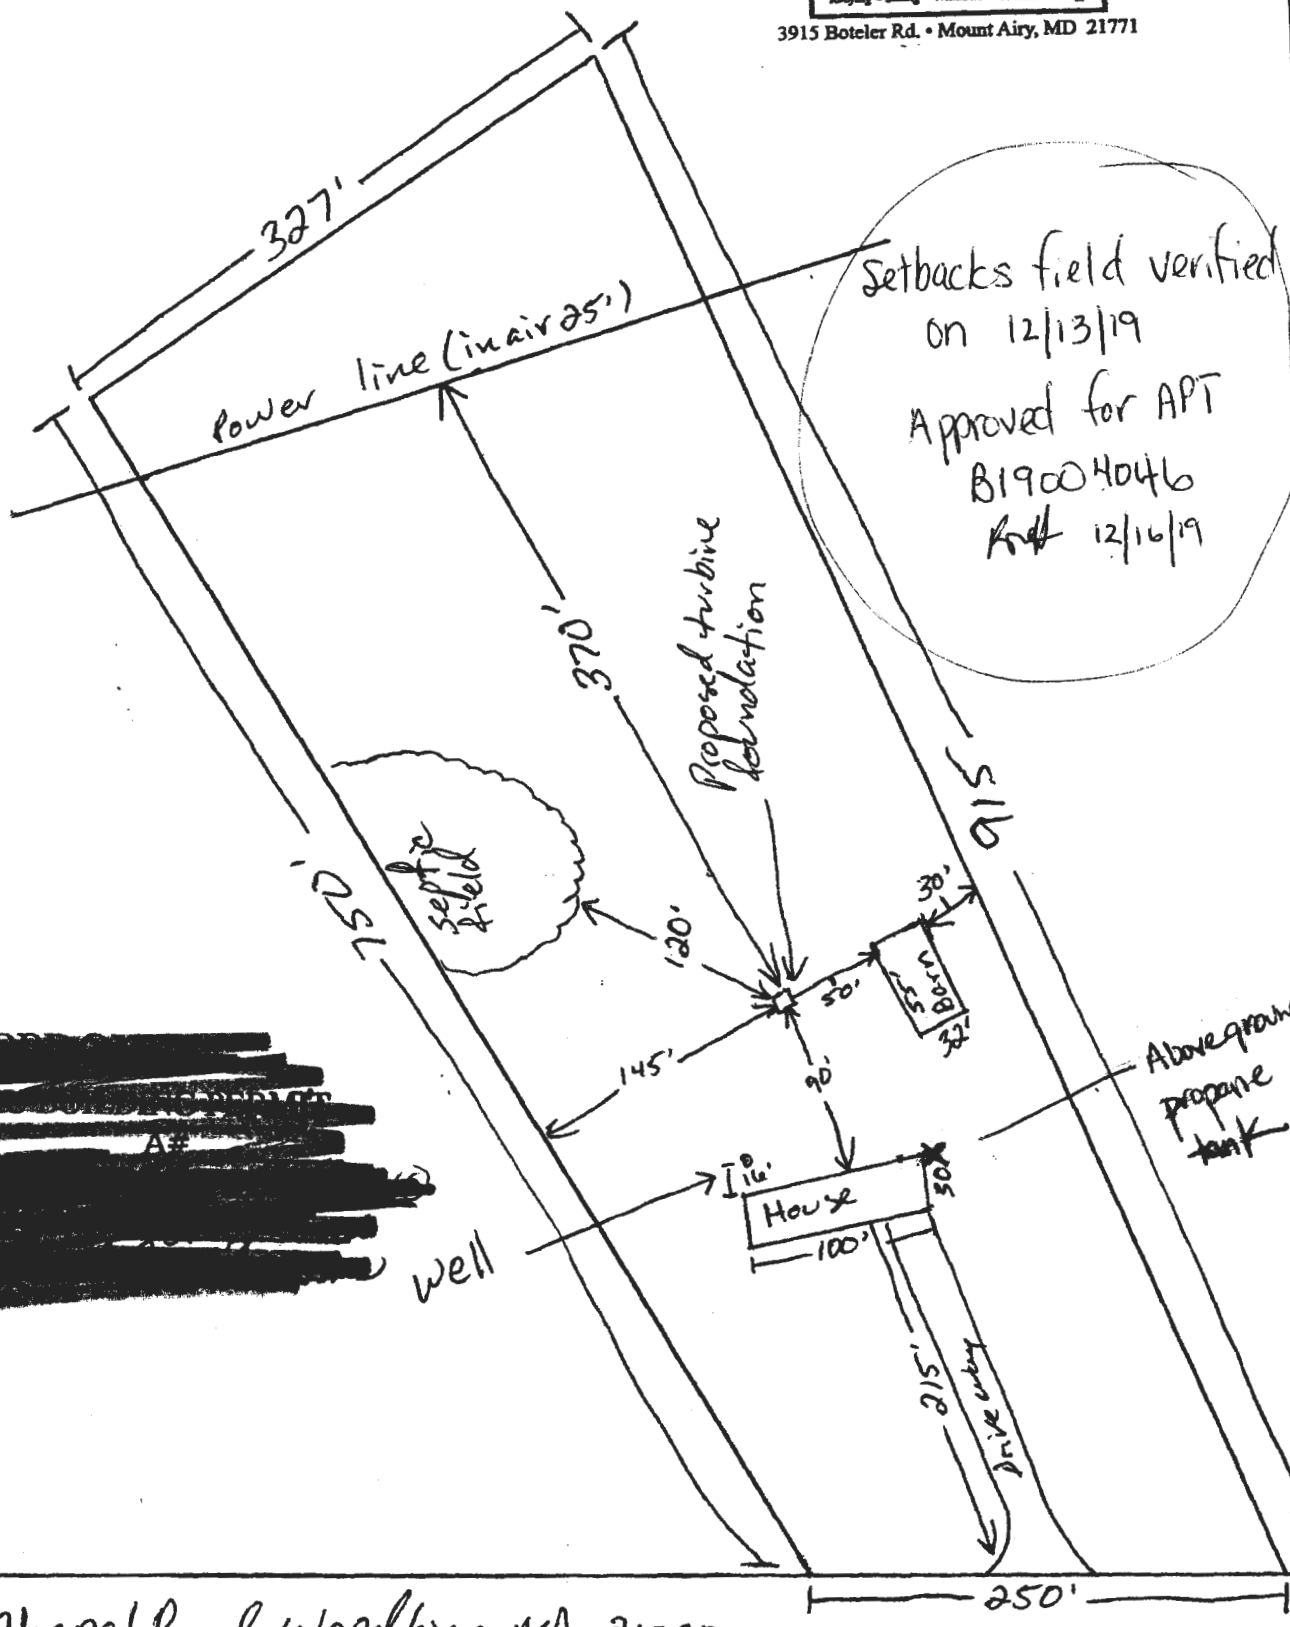 3915 Boteler Rd. • Mount Airy, MD 21771
327'
Setbacks field verified
on 12/13/19
Approved for APT
B19004046
12/16/19
Power line (in air 25')
370'
Proposed turbine
foundation
915
septic
field
750'
120'
30'
50'
55'
Barn
32'
145'
90'
Above ground
propane
tank
A#
16'
House
30'
100'
well
215'
Driveway
250'